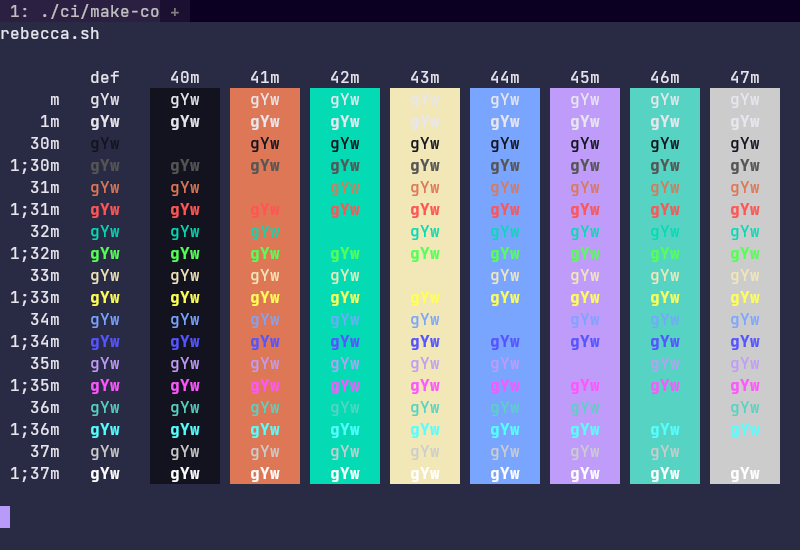 1: ./ci/make-co +
rebecca.sh
def 40m 41m 42m 43m 44m 45m 46m 47m
m gYw gYw gYw gYw gYw gYw gYw gYw gYw
1m gYw gYw gYw gYw gYw gYw gYw gYw gYw
30m gYw gYw gYw gYw gYw gYw gYw gYw
1;30m gYw gYw gYw gYw gYw gYw gYw gYw gYw
31m gYw gYw gYw gYw gYw gYw gYw gYw
1;31m gYw gYw gYw gYw gYw gYw gYw gYw gYw
32m gYw gYw gYw gYw gYw gYw gYw gYw
1;32m gYw gYw gYw gYw gYw gYw gYw gYw gYw
33m gYw gYw gYw gYw gYw gYw gYw gYw
1;33m gYw gYw gYw gYw gYw gYw gYw gYw gYw
34m gYw gYw gYw gYw gYw gYw gYw gYw
1;34m gYw gYw gYw gYw gYw gYw gYw gYw gYw
35m gYw gYw gYw gYw gYw gYw gYw gYw
1;35m gYw gYw gYw gYw gYw gYw gYw gYw gYw
36m gYw gYw gYw gYw gYw gYw gYw gYw
1;36m gYw gYw gYw gYw gYw gYw gYw gYw gYw
37m gYw gYw gYw gYw gYw gYw gYw gYw
1;37m gYw gYw gYw gYw gYw gYw gYw gYw gYw